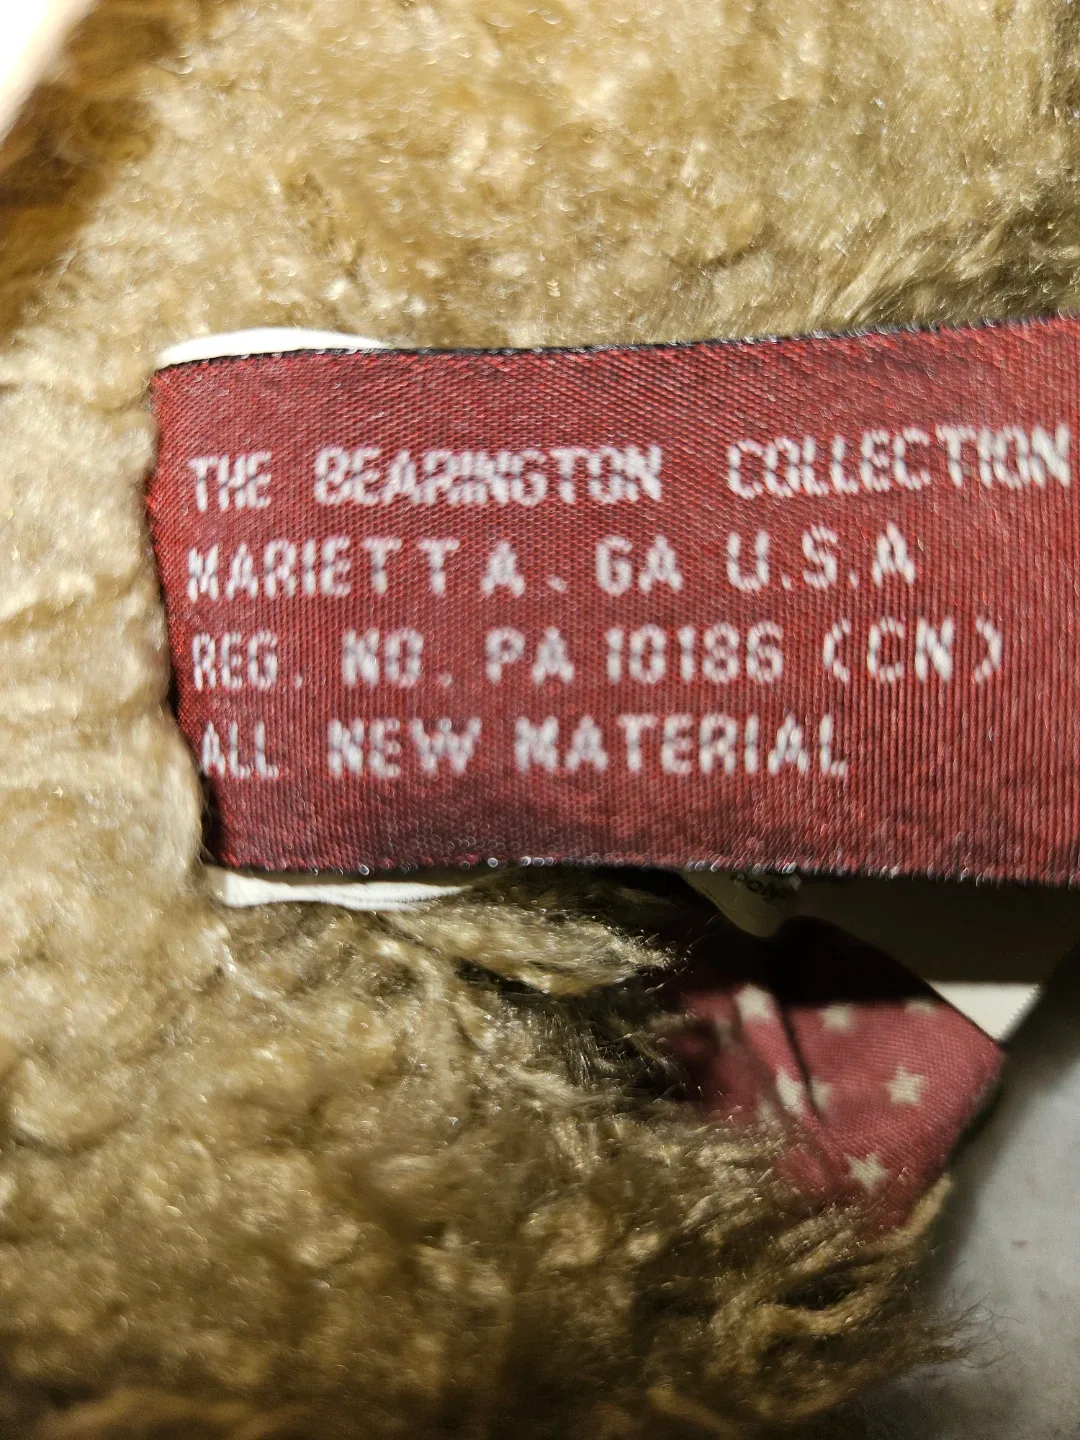 THE BEARINGTON COLLECTION
MARIETTA. GA U.S.A
REG. NO. PA 10186 (CN)
ALL NEW MATERIAL